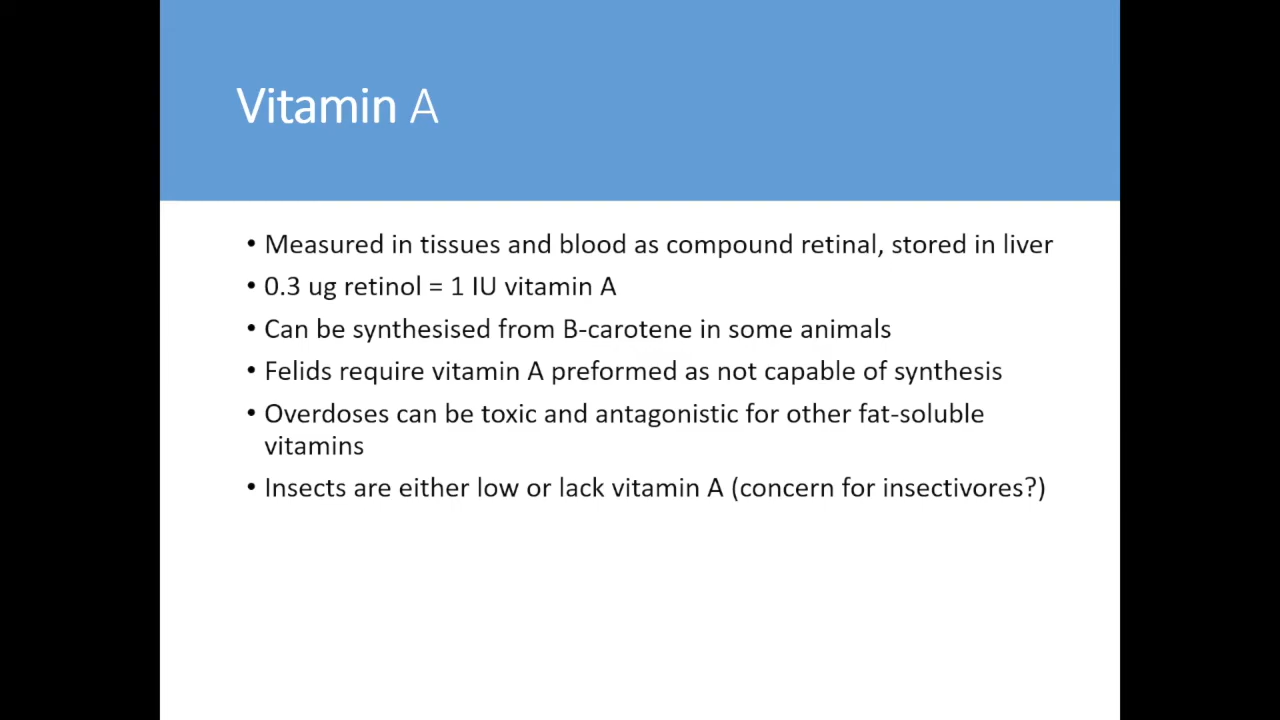 Vitamin A
• Measured in tissues and blood as compound retinal, stored in liver
• 0.3 ug retinol = 1 IU vitamin A
• Can be synthesised from B-carotene in some animals
• Felids require vitamin A preformed as not capable of synthesis
• Overdoses can be toxic and antagonistic for other fat-soluble
vitamins
• Insects are either low or lack vitamin A (concern for insectivores?)